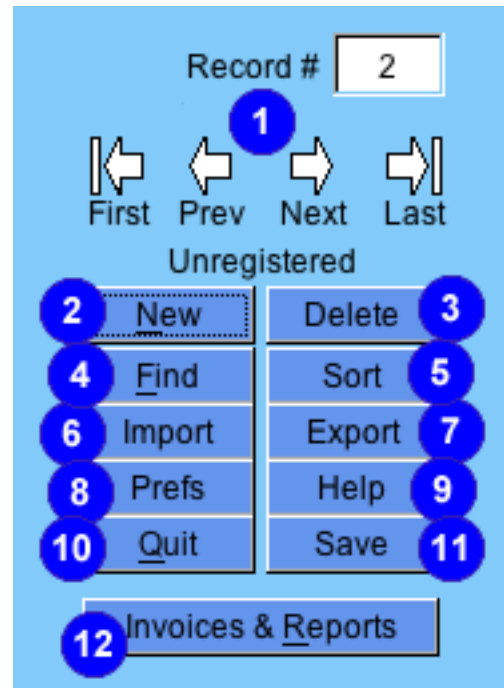 Record # 2
1
First Prev Next Last
Unregistered
2 New Delete 3
4 Find Sort 5
6 Import Export 7
8 Prefs Help 9
10 Quit Save 11
12 Invoices & Reports